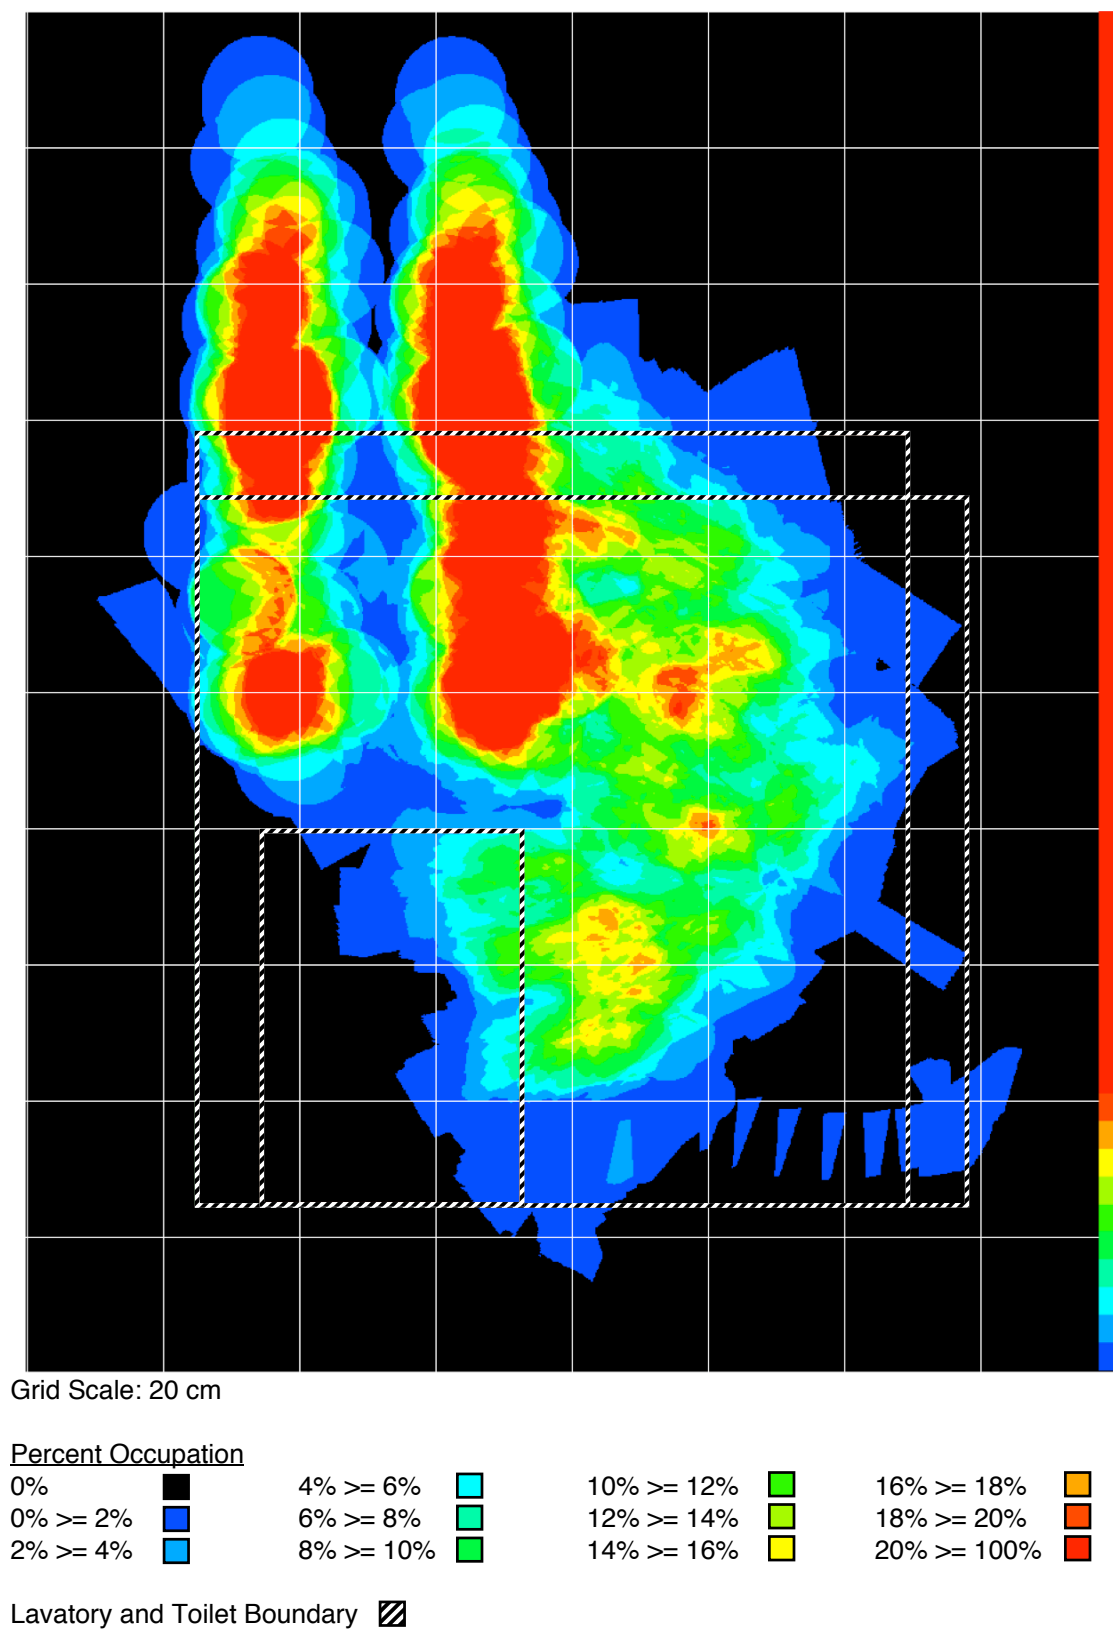 Grid Scale: 20 cm
Percent Occupation
0% 4% >= 6% 10% >= 12% 16% >= 18%
0% >= 2% 6% >= 8% 12% >= 14% 18% >= 20%
2% >= 4% 8% >= 10% 14% >= 16% 20% >= 100%
Lavatory and Toilet Boundary